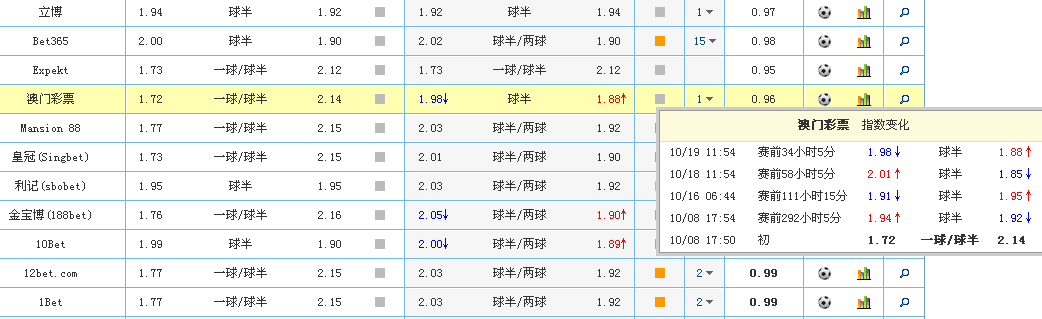 立博 1.94 球半 1.92 1.92 球半 1.94 1 0.97
Bet365 2.00 球半 1.90 2.02 球半/两球 1.90 15 0.98
Expekt 1.73 一球/球半 2.12 1.73 一球/球半 2.12 0.95
澳门彩票 1.72 一球/球半 2.14 1.98↓ 球半 1.88↑ 1 0.96
Mansion 88 1.77 一球/球半 2.15 2.03 球半/两球 1.92
皇冠(Singbet) 1.73 一球/球半 2.15 2.01 球半/两球 1.90
利记(sbobet) 1.95 球半 1.95 2.03 球半/两球 1.92
金宝博(188bet) 1.76 一球/球半 2.16 2.05↓ 球半/两球 1.90↑
10Bet 1.99 球半 1.90 2.00↓ 球半/两球 1.89↑
12bet.com 1.77 一球/球半 2.15 2.03 球半/两球 1.92 2 0.99
1Bet 1.77 一球/球半 2.15 2.03 球半/两球 1.92 2 0.99
澳门彩票 指数变化
10/19 11:54 赛前34小时5分 1.98↓ 球半 1.88↑
10/18 11:54 赛前58小时5分 2.01↑ 球半 1.85↓
10/16 06:44 赛前111小时15分 1.91↓ 球半 1.95↑
10/08 17:54 赛前292小时5分 1.94↑ 球半 1.92↓
10/08 17:50 初 1.72 一球/球半 2.14